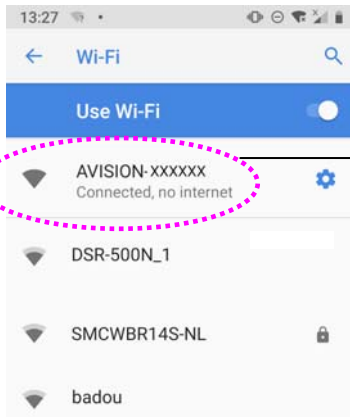 13:27
Wi-Fi
Use Wi-Fi
AVISION-XXXXXX
Connected, no internet
DSR-500N_1
SMCWBR14S-NL
badou